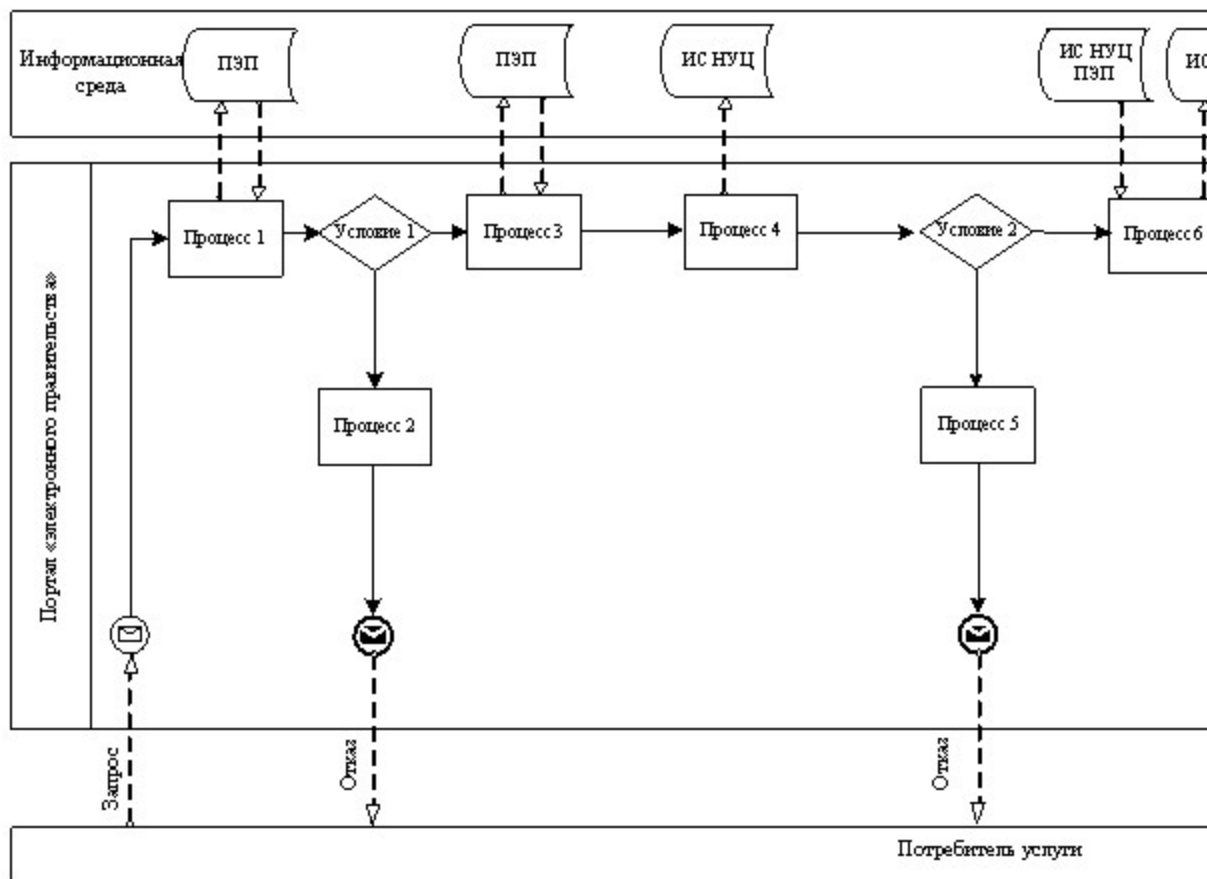 Информационная
среда
ПЭП
ПЭП
ИС НУЦ
ИС НУЦ
ПЭП
ИС
Портал «электронного правительства»
Процесс 1
Условие 1
Процесс 3
Процесс 4
Условие 2
Процесс 6
Процесс 2
Процесс 5
Запрос
Отказ
Отказ
Потребитель услуги